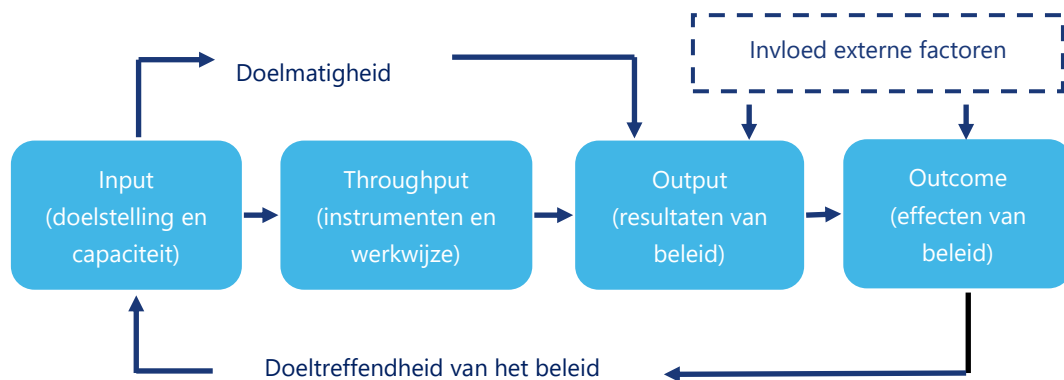 Invloed externe factoren
Doelmatigheid
Input
(doelstelling en
capaciteit)
Throughput
(instrumenten en
werkwijze)
Output
(resultaten van
beleid)
Outcome
(effecten van
beleid)
Doeltreffendheid van het beleid